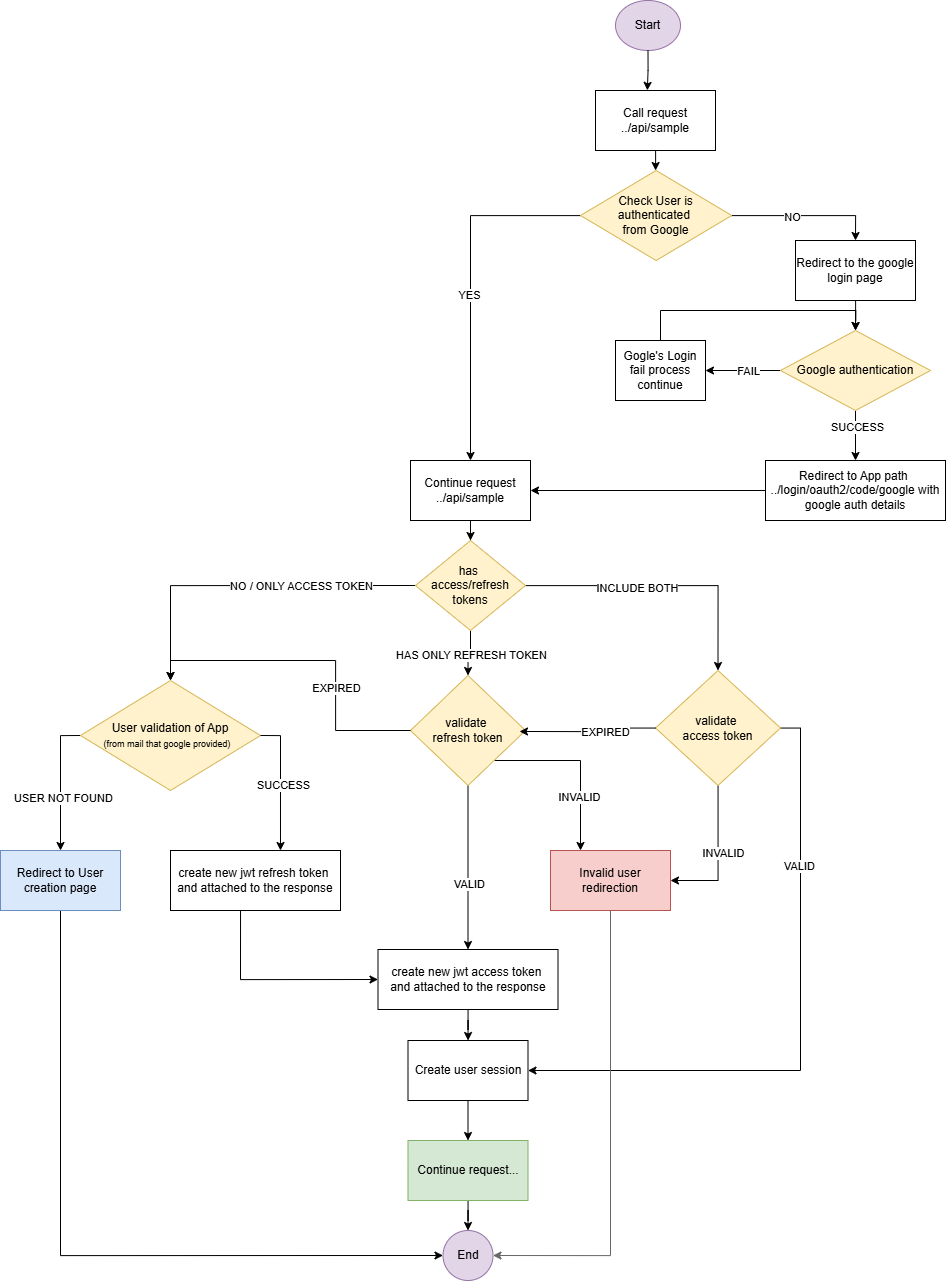 Start
Call request
../api/sample
Check User is
authenticated
from Google
NO
Redirect to the google
login page
YES
Gogle's Login
fail process
continue
FAIL
Google authentication
SUCCESS
Continue request
../api/sample
Redirect to App path
../login/oauth2/code/google with
google auth details
has
access/refresh
tokens
NO / ONLY ACCESS TOKEN
INCLUDE BOTH
HAS ONLY REFRESH TOKEN
EXPIRED
User validation of App
(from mail that google provided)
validate
refresh token
EXPIRED
validate
access token
USER NOT FOUND
SUCCESS
INVALID
INVALID
VALID
VALID
Redirect to User
creation page
create new jwt refresh token
and attached to the response
Invalid user
redirection
create new jwt access token
and attached to the response
Create user session
Continue request...
End